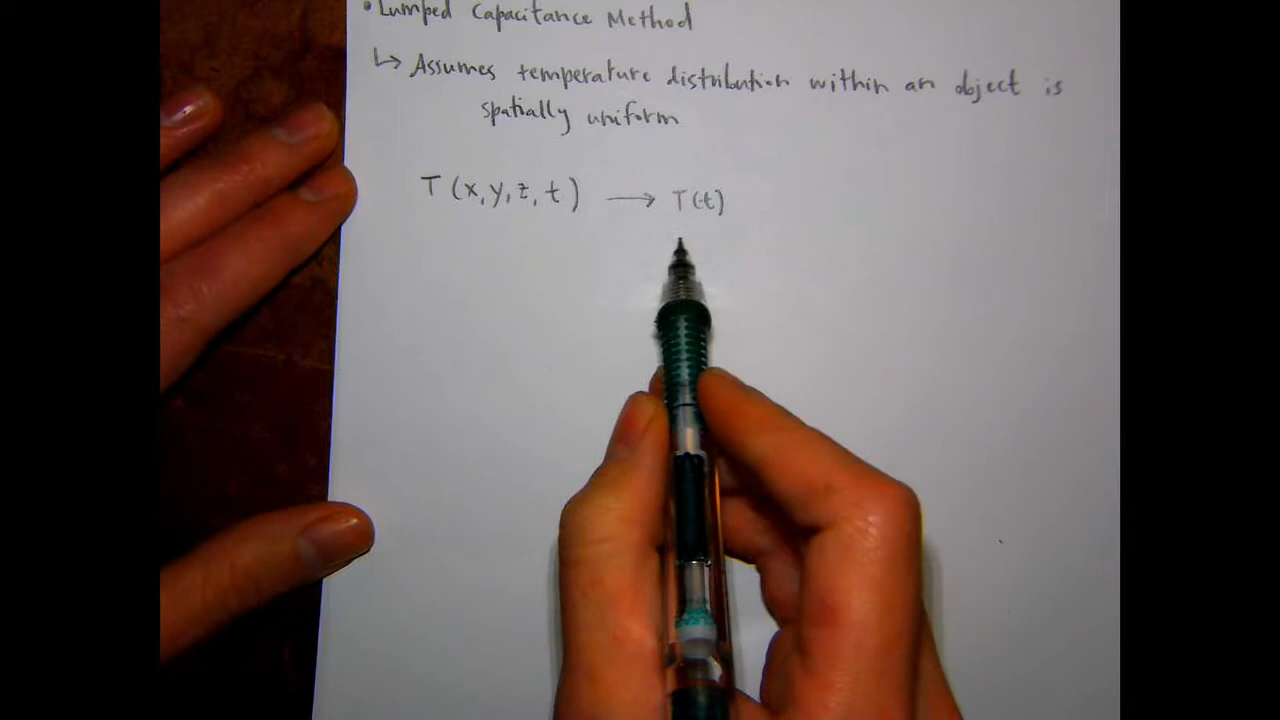 • Lumped Capacitance Method
↳ Assumes temperature distribution within an object is
spatially uniform
T(x,y,z,t) → T(t)